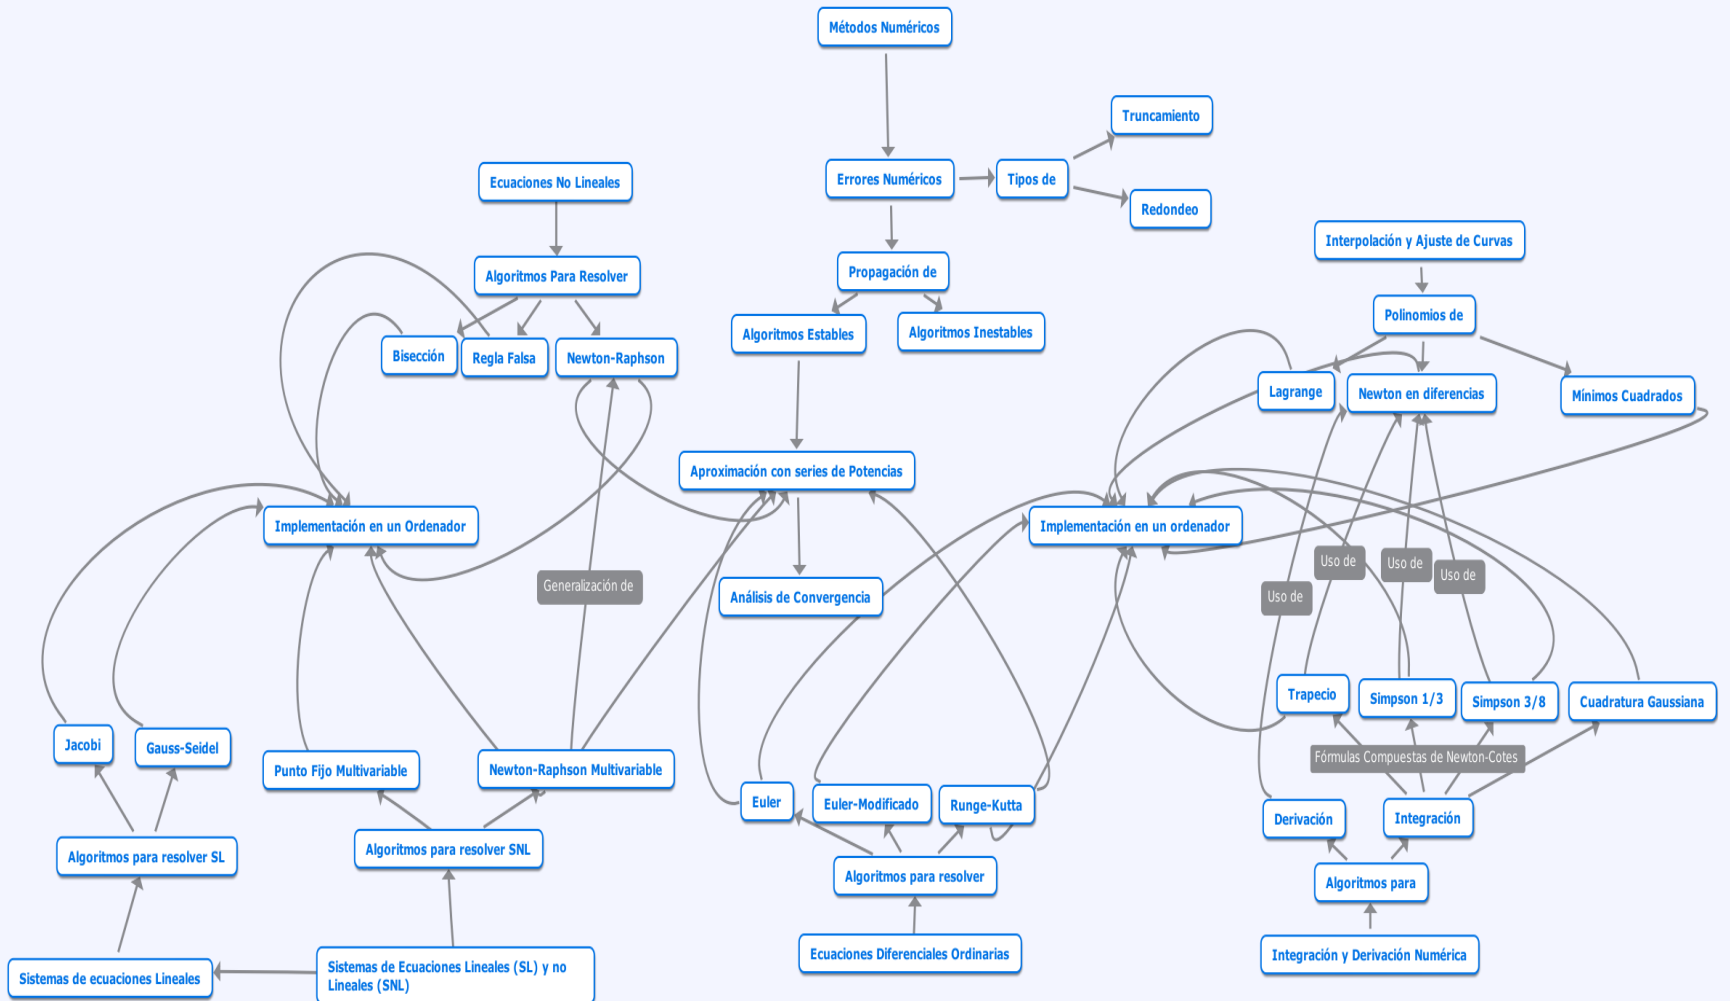 Métodos Numéricos
Truncamiento
Errores Numéricos
Tipos de
Redondeo
Ecuaciones No Lineales
Interpolación y Ajuste de Curvas
Algoritmos Para Resolver
Propagación de
Polinomios de
Algoritmos Estables
Algoritmos Inestables
Bisección
Regla Falsa
Newton-Raphson
Lagrange
Newton en diferencias
Mínimos Cuadrados
Aproximación con series de Potencias
Implementación en un Ordenador
Implementación en un ordenador
Generalización de
Análisis de Convergencia
Uso de
Uso de
Uso de
Uso de
Trapecio
Simpson 1/3
Simpson 3/8
Cuadratura Gaussiana
Jacobi
Gauss-Seidel
Punto Fijo Multivariable
Newton-Raphson Multivariable
Fórmulas Compuestas de Newton-Cotes
Euler
Euler-Modificado
Runge-Kutta
Derivación
Integración
Algoritmos para resolver SL
Algoritmos para resolver SNL
Algoritmos para resolver
Algoritmos para
Sistemas de ecuaciones Lineales
Sistemas de Ecuaciones Lineales (SL) y no
Lineales (SNL)
Ecuaciones Diferenciales Ordinarias
Integración y Derivación Numérica